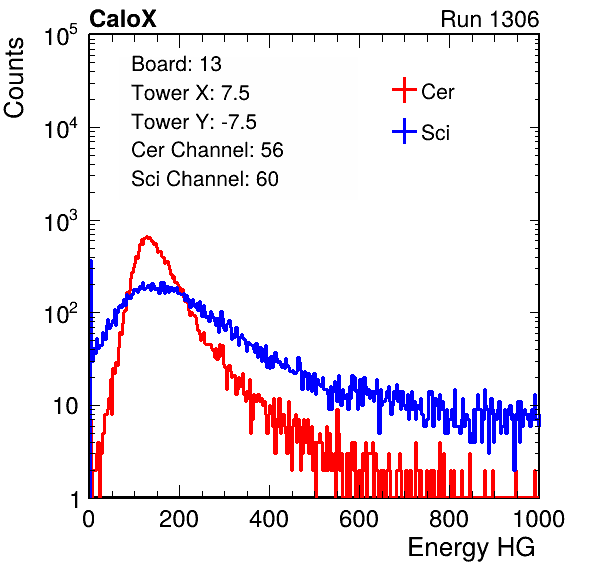 CaloX Run 1306
Counts
10^5
10^4
10^3
10^2
10
1
Board: 13
Tower X: 7.5
Tower Y: -7.5
Cer Channel: 56
Sci Channel: 60
Cer
Sci
0 200 400 600 800 1000
Energy HG